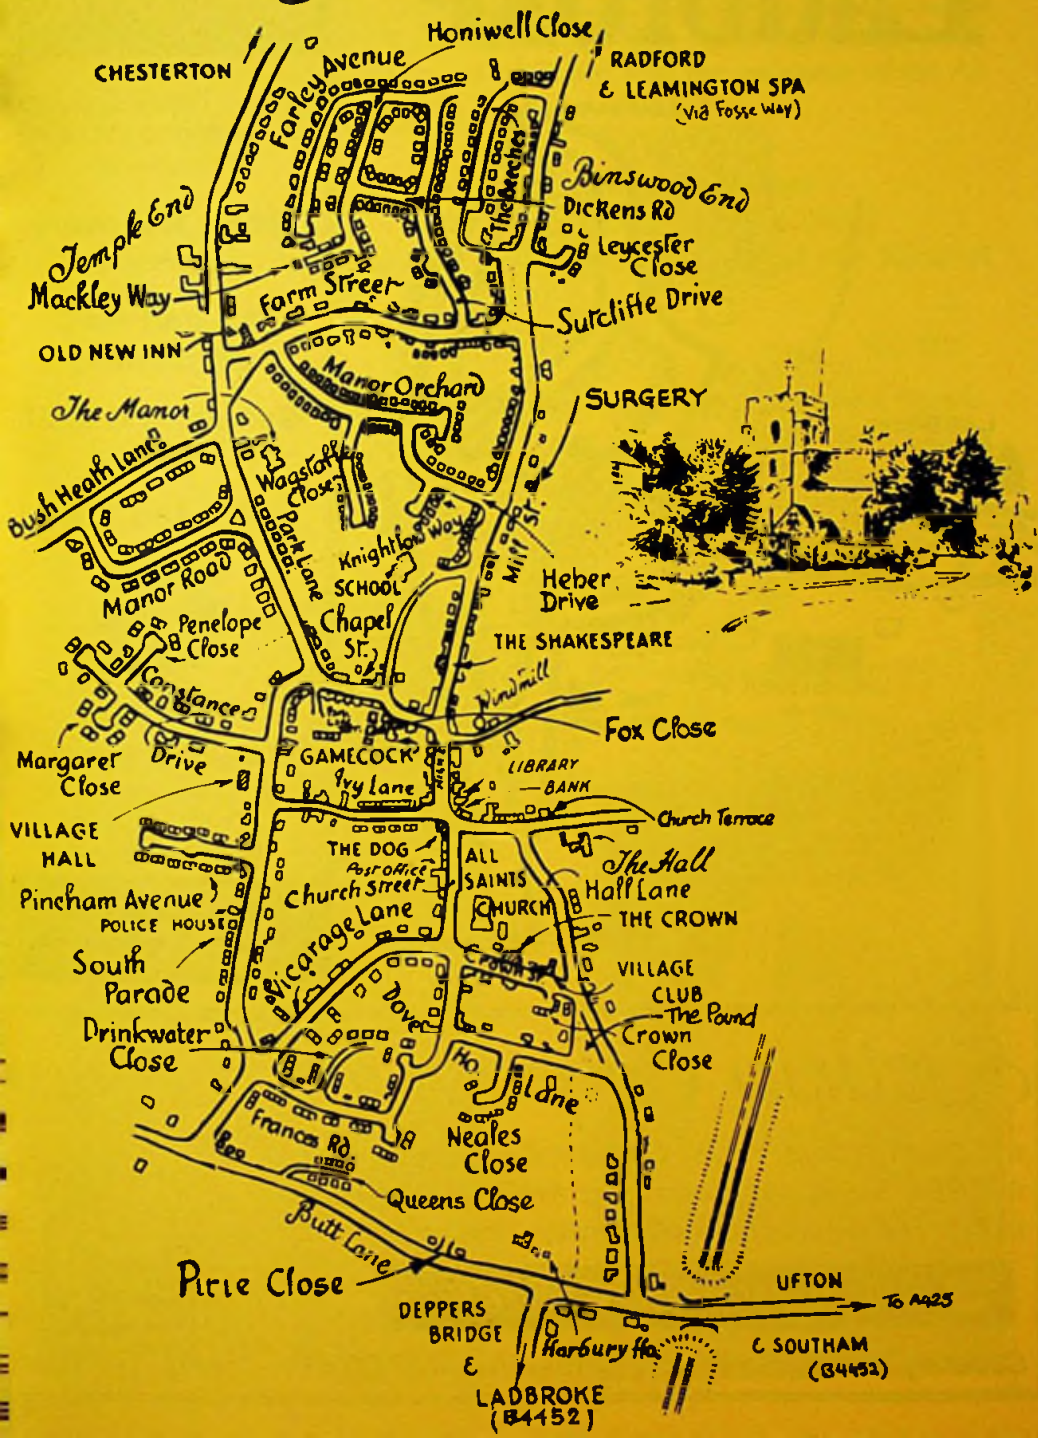 Honiwell Close
CHESTERTON
Farley Avenue
RADFORD
& LEAMINGTON SPA
(Via Fosse Way)
Temple End
The Beeches
Binswood End
Dickens Rd
Leycester
Close
Mackley Way
Farm Street
Sutcliffe Drive
OLD NEW INN
Manor Orchard
SURGERY
The Manor
Bush Heath Lane
Wagstaff
Close
Park Lane
Knightlow Way
Mill St.
SCHOOL
Heber
Drive
Manor Road
Chapel
St.
Penelope
Close
THE SHAKESPEARE
Constance
Windmill
Fox Close
Margaret
Close
Drive
GAMECOCK
HIGH
LIBRARY
BANK
Ivy Lane
Church Terrace
VILLAGE
HALL
THE DOG
Post office
ALL
SAINTS
CHURCH
The Hall
Hall Lane
Pincham Avenue
Church Street
POLICE HOUSE
THE CROWN
Vicarage Lane
South
Parade
Crown
VILLAGE
CLUB
The Pound
Dove
Crown
Close
Drinkwater
Close
Ho.
Lane
Frances Rd.
Neales
Close
Queens Close
Butt Lane
Pirie Close
UFTON
To A425
DEPPERS
BRIDGE
&
LADBROKE
(B4452)
Harbury Ho.
& SOUTHAM
(B4452)